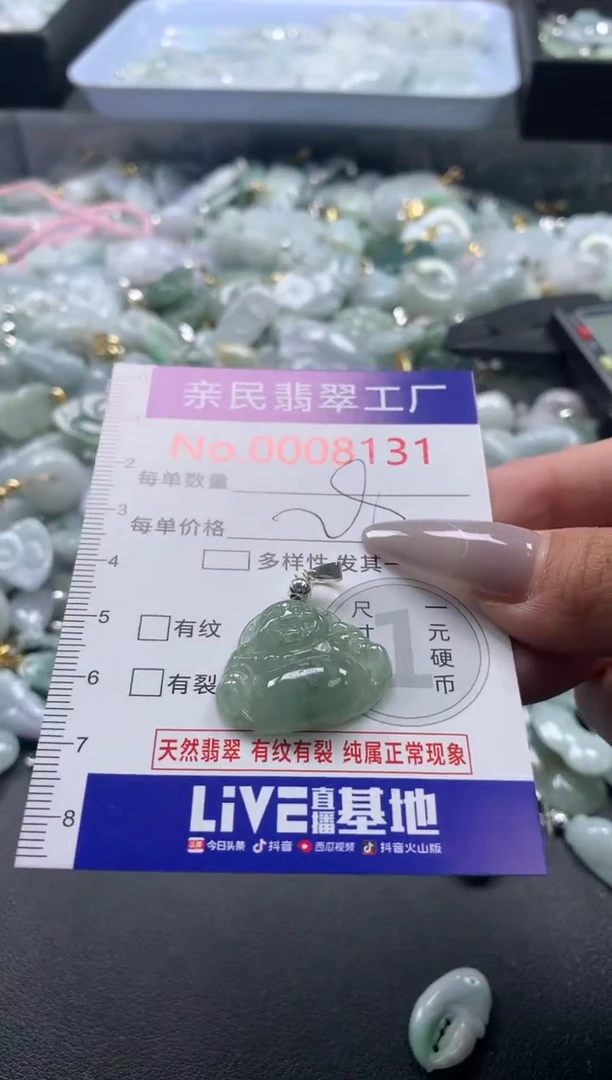 亲民翡翠工厂
No.0008131
每单数量
每单价格
多样性 发其一
有纹
有裂
尺寸
1
一元硬币
天然翡翠 有纹有裂 纯属正常现象
LiVE直播基地
头条 今日头条 抖音 西瓜视频 抖音火山版
2
3
4
5
6
7
8